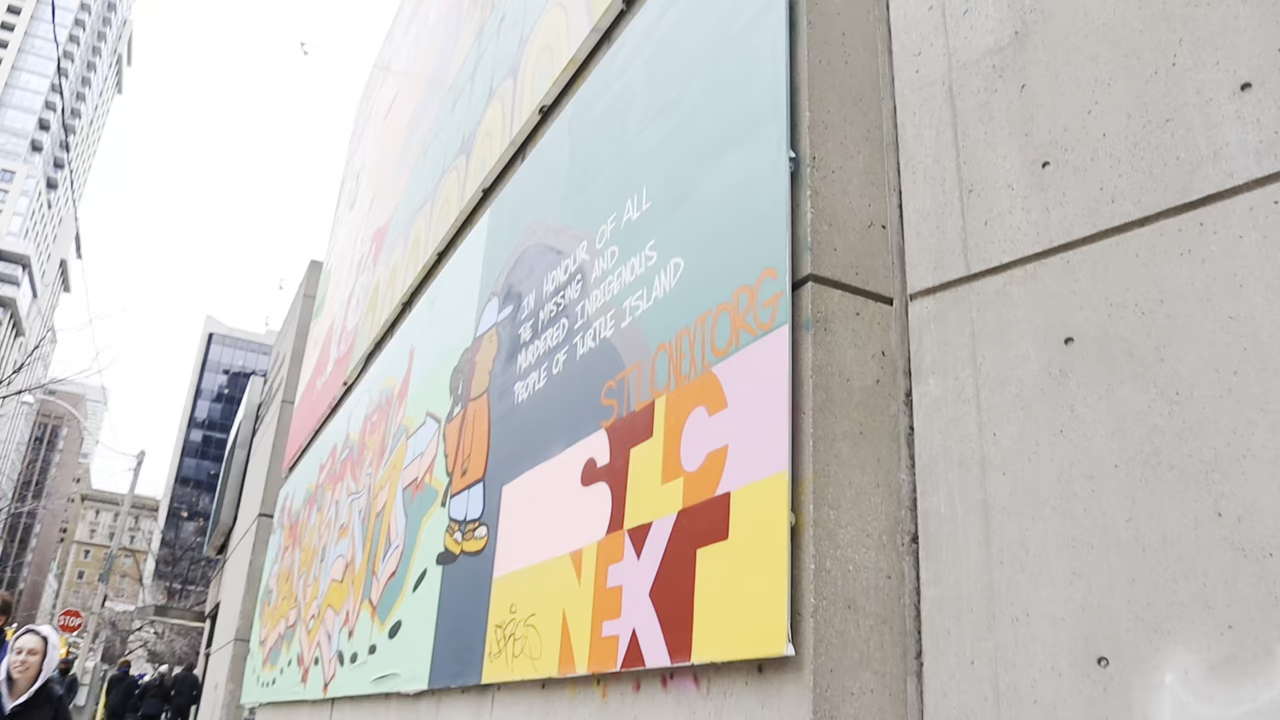 IN HONOUR OF ALL
THE MISSING AND
MURDERED INDIGENOUS
PEOPLE OF TURTLE ISLAND
STLCNEXT.ORG
STLC
NEXT
STOP